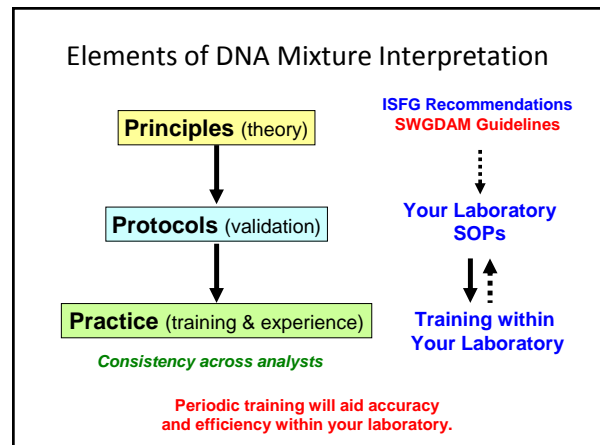 Elements of DNA Mixture Interpretation
Principles (theory)
Protocols (validation)
Practice (training & experience)
Consistency across analysts
ISFG Recommendations
SWGDAM Guidelines
Your Laboratory
SOPs
Training within
Your Laboratory
Periodic training will aid accuracy
and efficiency within your laboratory.